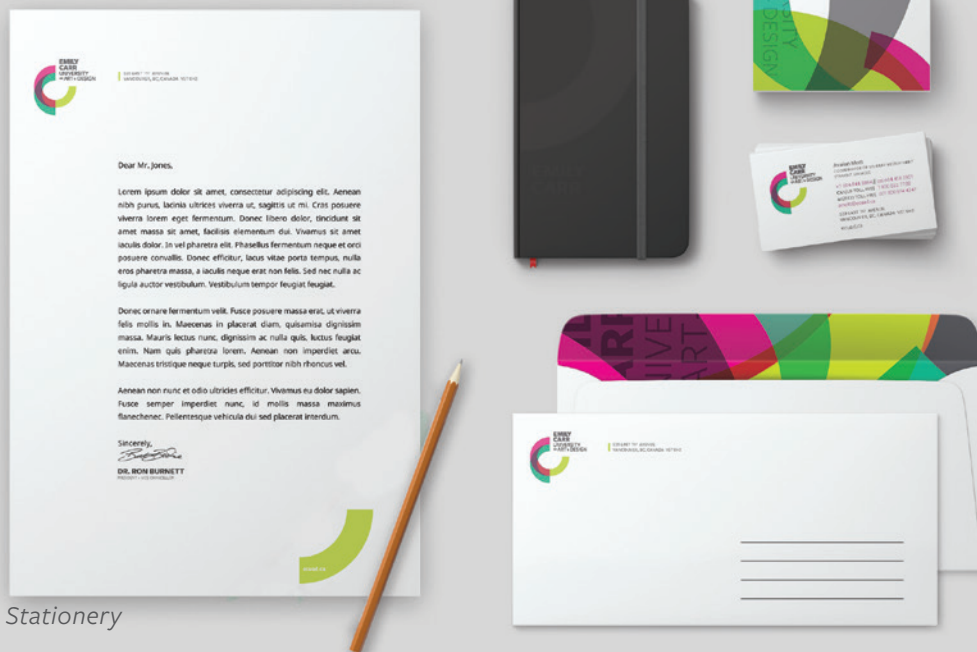 EMILY
CARR
UNIVERSITY
OF ART + DESIGN
Dear Mr, Jones,
Lorem ipsum dolor sit amet, consectetur adipiscing elit. Aenean
nibh purus, lacinia ultrices viverra ut, sagittis ut mi. Cras posuere
viverra lorem eget fermentum. Donec libero dolor, tincidunt sit
amet massa sit amet, facilisis elementum dui. Vivamus sit amet
iaculis dolor. In vel pharetra elit. Phasellus fermentum neque et orci
posuere convallis. Donec efficitur, lacus vitae porta tempus, nulla
eros pharetra massa, a iaculis neque erat non felis. Sed nec nulla ac
ligula auctor vestibulum. Vestibulum tempor feugiat feugiat.
Donec ornare fermentum velit. Fusce posuere massa erat, ut viverra
felis mollis in. Maecenas in placerat diam, quisamisa dignissim
massa. Mauris lectus nunc, dignissim ac nulla quis, luctus feugiat
enim. Nam quis pharetra lorem. Aenean non imperdiet arcu.
Maecenas tristique neque turpis, sed porttitor nibh rhoncus vel.
Aenean non nunc et odio ultricies efficitur. Vivamus eu dolor sapien.
Fusce semper imperdiet nunc, id mollis massa maximus
flanechenec. Pellentesque vehicula dui sed placerat interdum.
Sincerely,
DR. RON BURNETT
Stationery
SITY
DESIGN
EMILY
CARR
UNIVERSITY
OF ART + DESIGN
CARR
NIVE
ART
EMILY
CARR
UNIVERSITY
OF ART + DESIGN